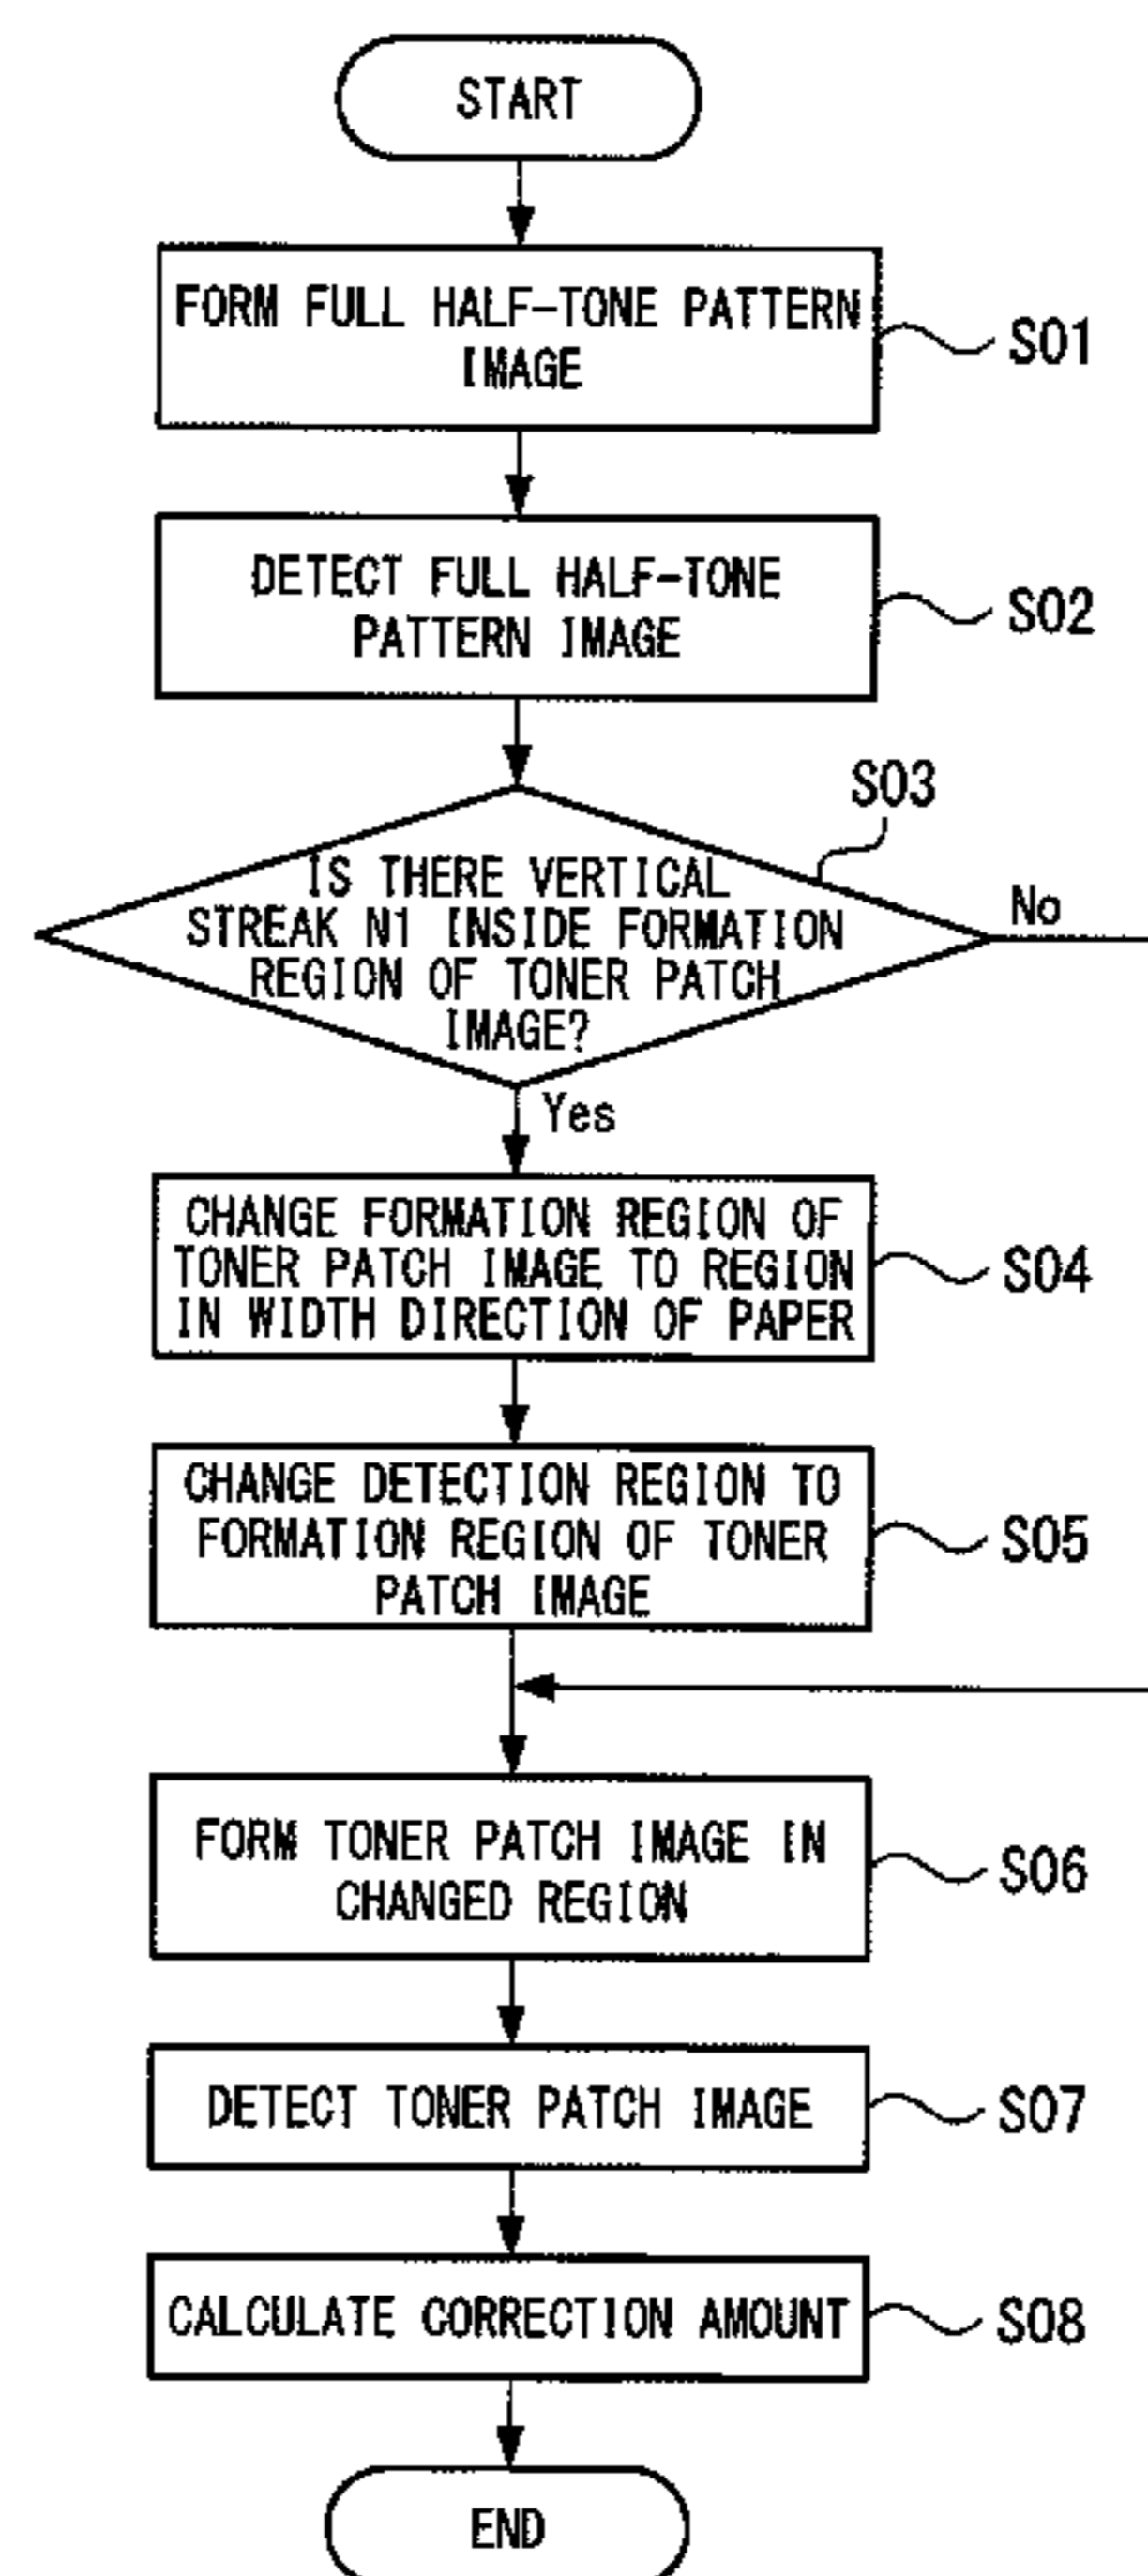 START
FORM FULL HALF-TONE PATTERN
IMAGE
S01
DETECT FULL HALF-TONE
PATTERN IMAGE
S02
S03
IS THERE VERTICAL
STREAK N1 INSIDE FORMATION
REGION OF TONER PATCH
IMAGE?
No
Yes
CHANGE FORMATION REGION OF
TONER PATCH IMAGE TO REGION
IN WIDTH DIRECTION OF PAPER
S04
CHANGE DETECTION REGION TO
FORMATION REGION OF TONER
PATCH IMAGE
S05
FORM TONER PATCH IMAGE IN
CHANGED REGION
S06
DETECT TONER PATCH IMAGE
S07
CALCULATE CORRECTION AMOUNT
S08
END